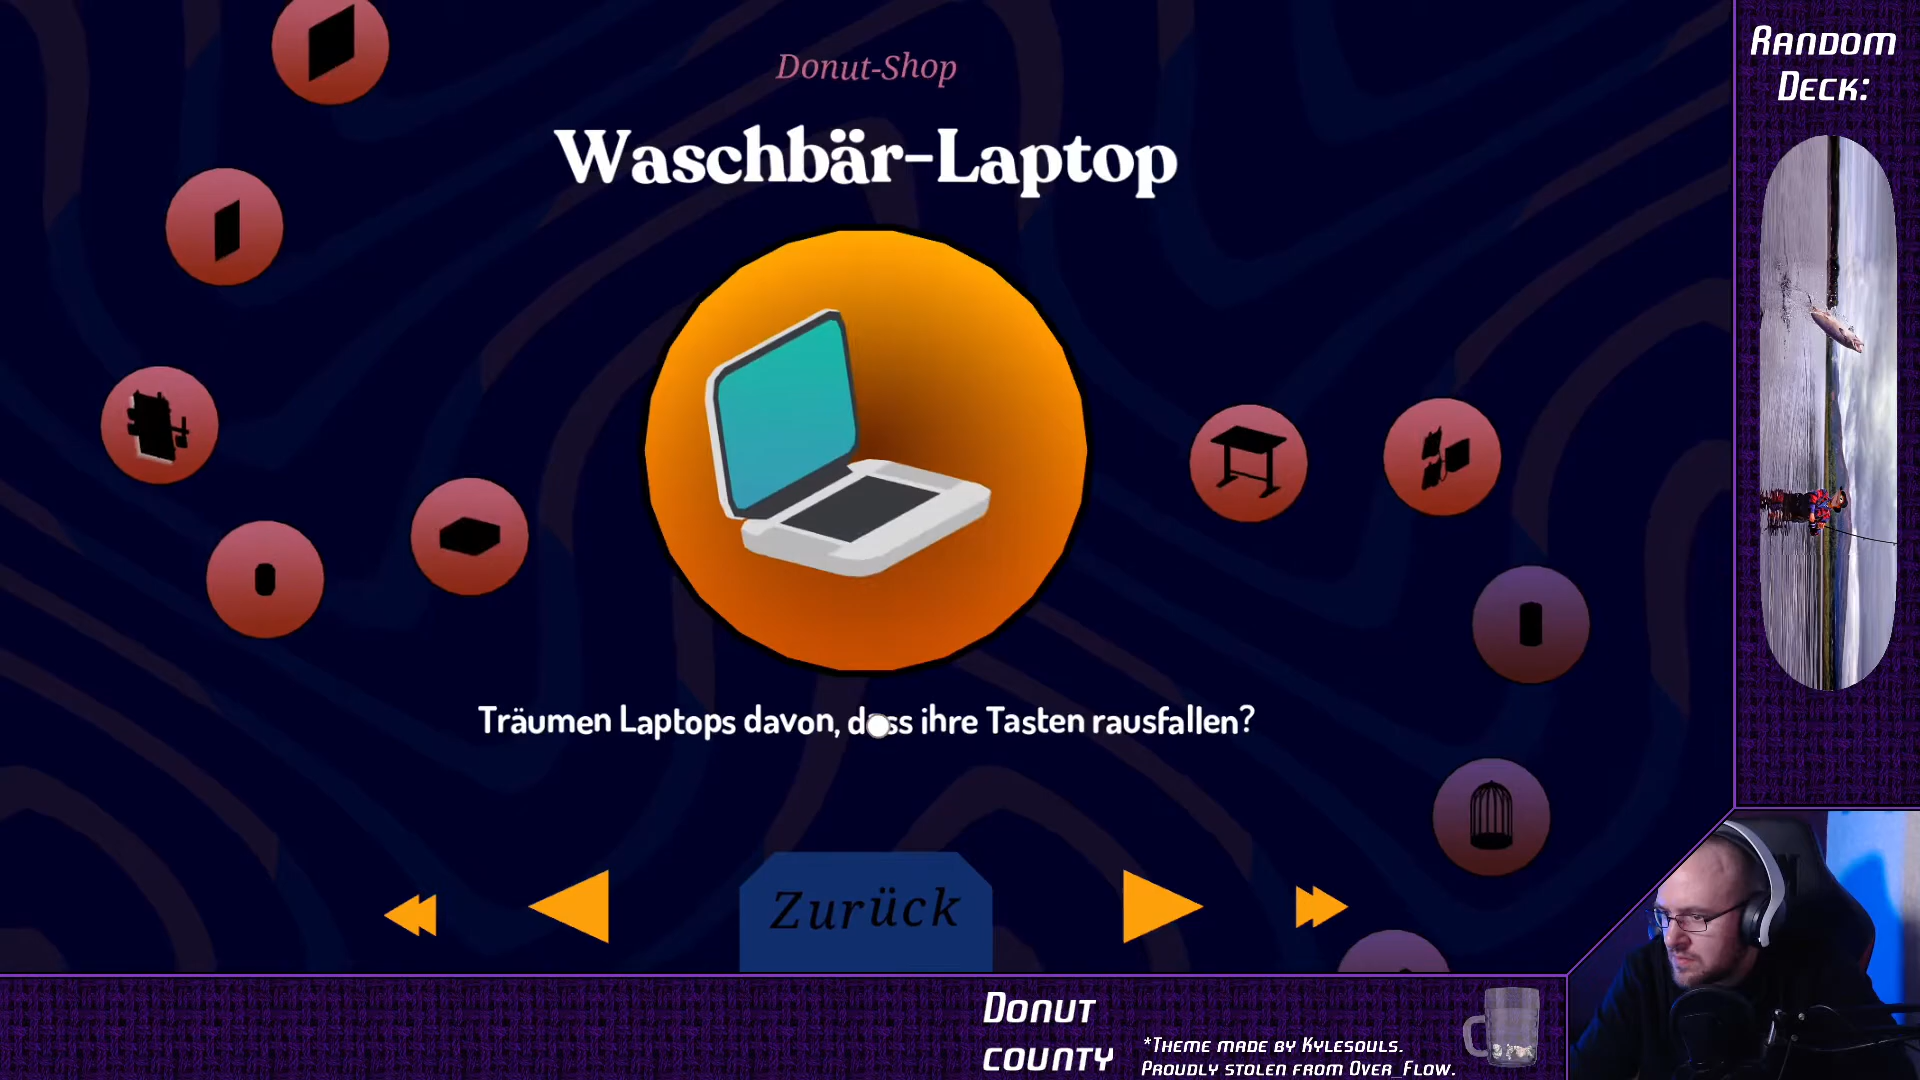 Donut-Shop
Waschbär-Laptop
Träumen Laptops davon, dass ihre Tasten rausfallen?
Zurück
Random
Deck:
Donut
county
*Theme made by Kylesouls.
Proudly stolen from Over_Flow.